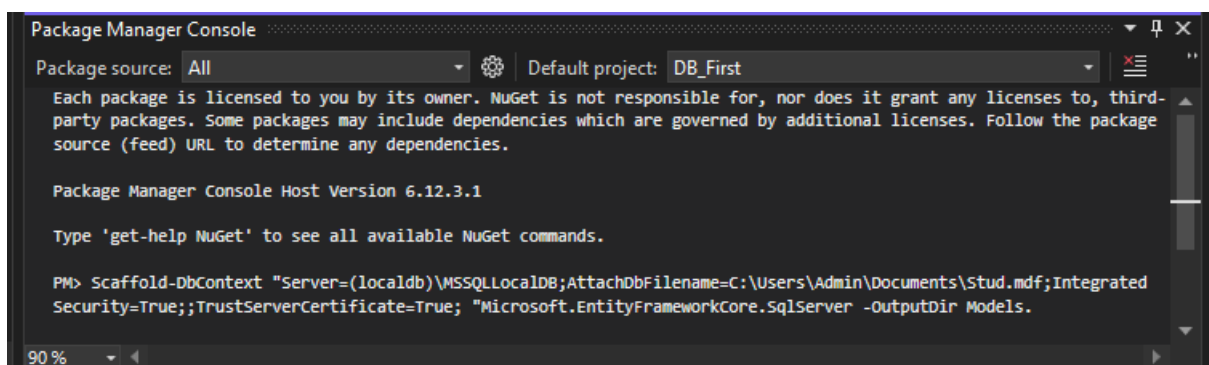 Package Manager Console
Package source: All Default project: DB_First
Each package is licensed to you by its owner. NuGet is not responsible for, nor does it grant any licenses to, third-
party packages. Some packages may include dependencies which are governed by additional licenses. Follow the package
source (feed) URL to determine any dependencies.
Package Manager Console Host Version 6.12.3.1
Type 'get-help NuGet' to see all available NuGet commands.
PM> Scaffold-DbContext "Server=(localdb)\MSSQLLocalDB;AttachDbFilename=C:\Users\Admin\Documents\Stud.mdf;Integrated
Security=True;;TrustServerCertificate=True; "Microsoft.EntityFrameworkCore.SqlServer -OutputDir Models.
90 %